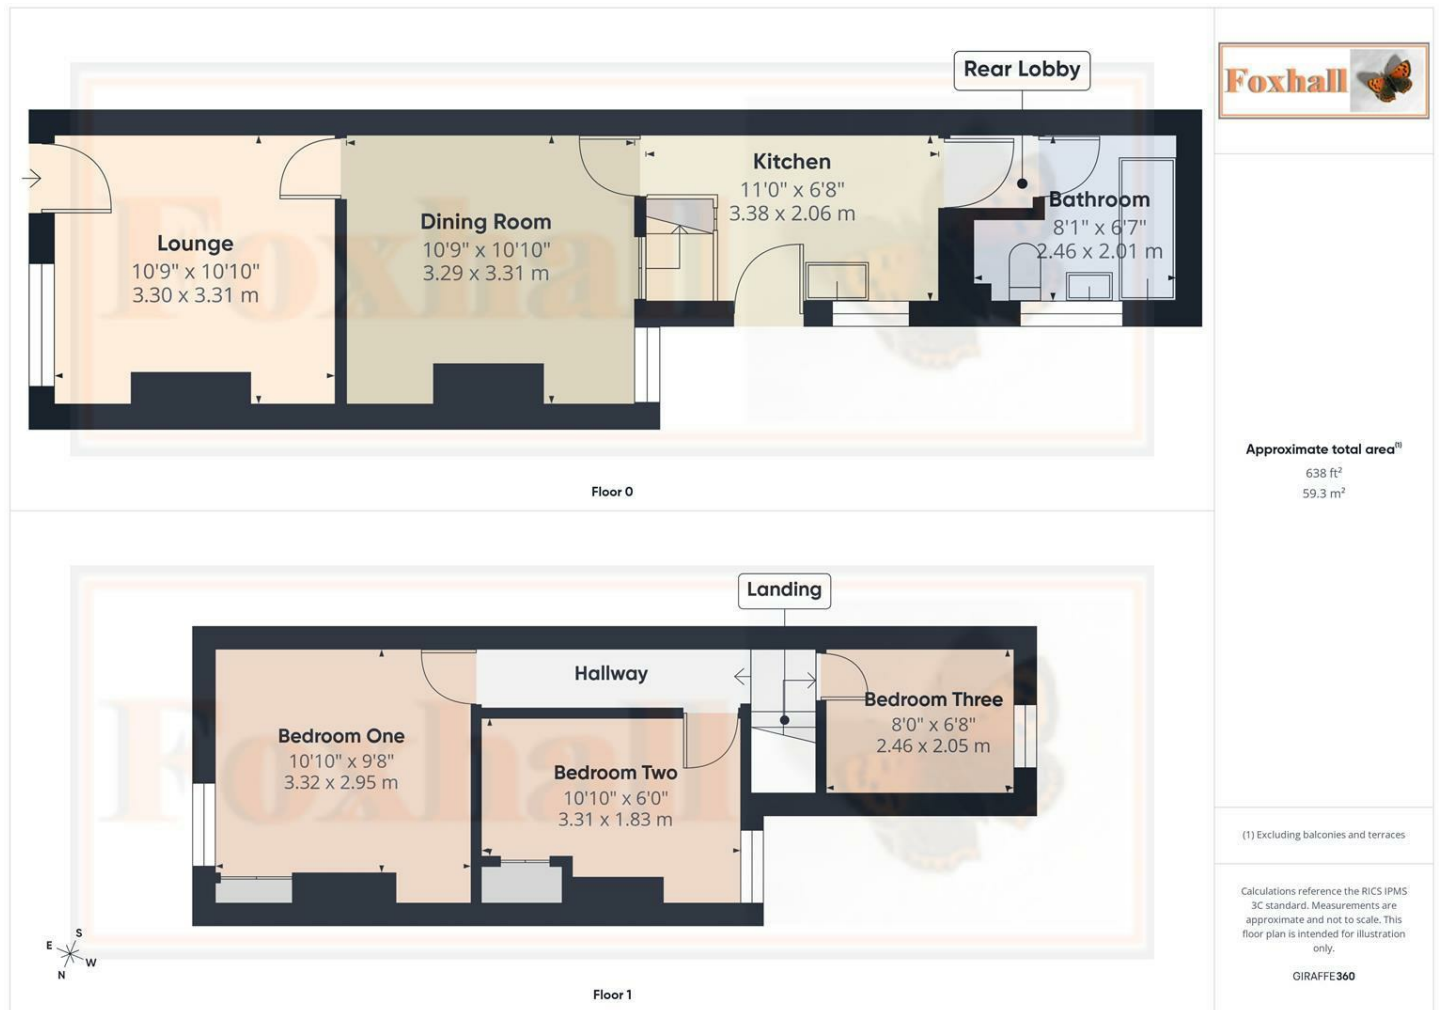 Rear Lobby
Foxhall
Kitchen
11'0" x 6'8"
3.38 x 2.06 m
Bathroom
8'1" x 6'7"
2.46 x 2.01 m
Dining Room
10'9" x 10'10"
3.29 x 3.31 m
Lounge
10'9" x 10'10"
3.30 x 3.31 m
Foxhall
Floor 0
Approximate total area(1)
638 ft²
59.3 m²
Landing
Hallway
Bedroom Three
8'0" x 6'8"
2.46 x 2.05 m
Bedroom One
10'10" x 9'8"
3.32 x 2.95 m
Bedroom Two
10'10" x 6'0"
3.31 x 1.83 m
Foxhall
(1) Excluding balconies and terraces
Calculations reference the RICS IPMS
3C standard. Measurements are
approximate and not to scale. This
floor plan is intended for illustration
only.
GIRAFFE360
S
E
W
N
Floor 1